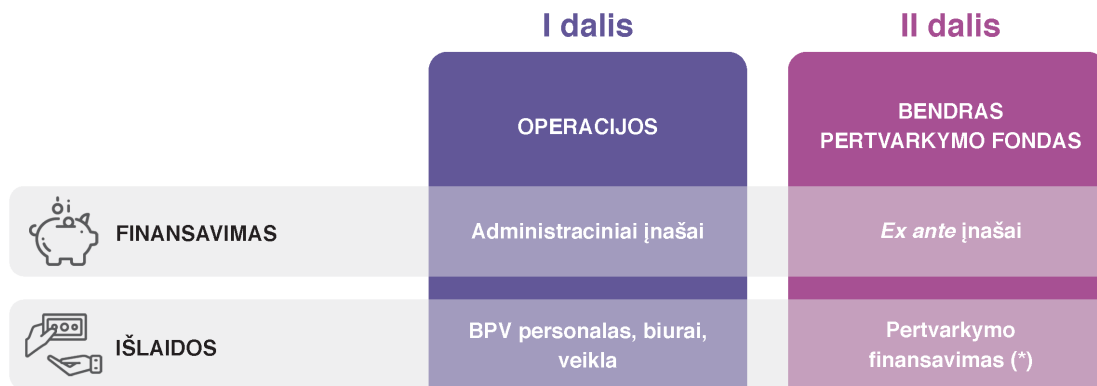 I dalis
II dalis
OPERACIJOS
BENDRAS
PERTVARKYMO FONDAS
FINANSAVIMAS
Administraciniai įnašai
Ex ante įnašai
IŠLAIDOS
BPV personalas, biurai,
veikla
Pertvarkymo
finansavimas (*)